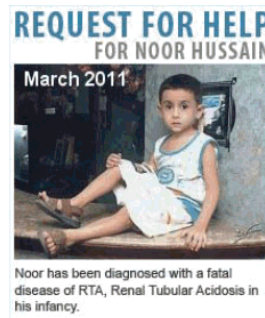 REQUEST FOR HELP
FOR NOOR HUSSAIN
March 2011
Noor has been diagnosed with a fatal
disease of RTA, Renal Tubular Acidosis in
his infancy.